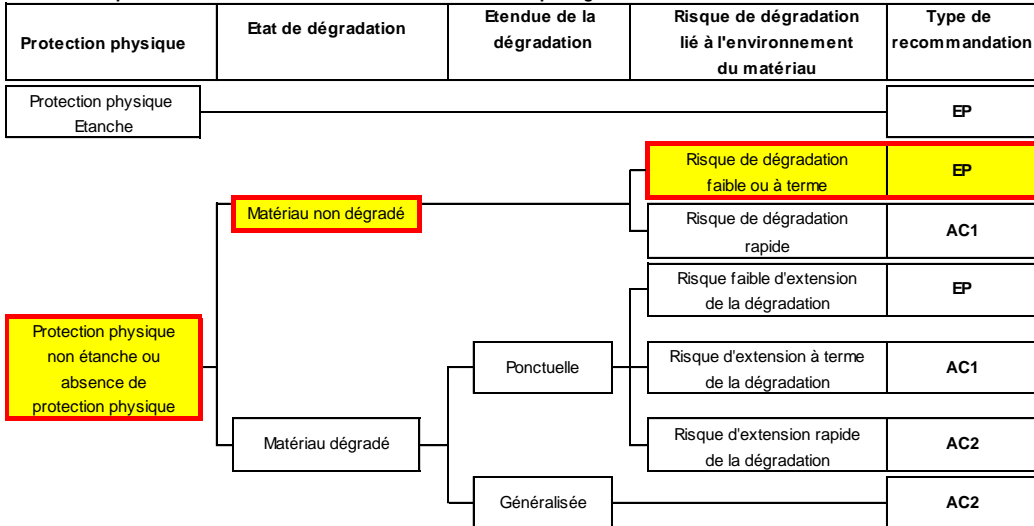 Protection physique
Etat de dégradation
Etendue de la
dégradation
Risque de dégradation
lié à l'environnement
du matériau
Type de
recommandation
Protection physique
Etanche
EP
Risque de dégradation
faible ou à terme
EP
Matériau non dégradé
Risque de dégradation
rapide
AC1
Risque faible d'extension
de la dégradation
EP
Protection physique
non étanche ou
absence de
protection physique
Ponctuelle
Risque d'extension à terme
de la dégradation
AC1
Matériau dégradé
Risque d'extension rapide
de la dégradation
AC2
Généralisée
AC2